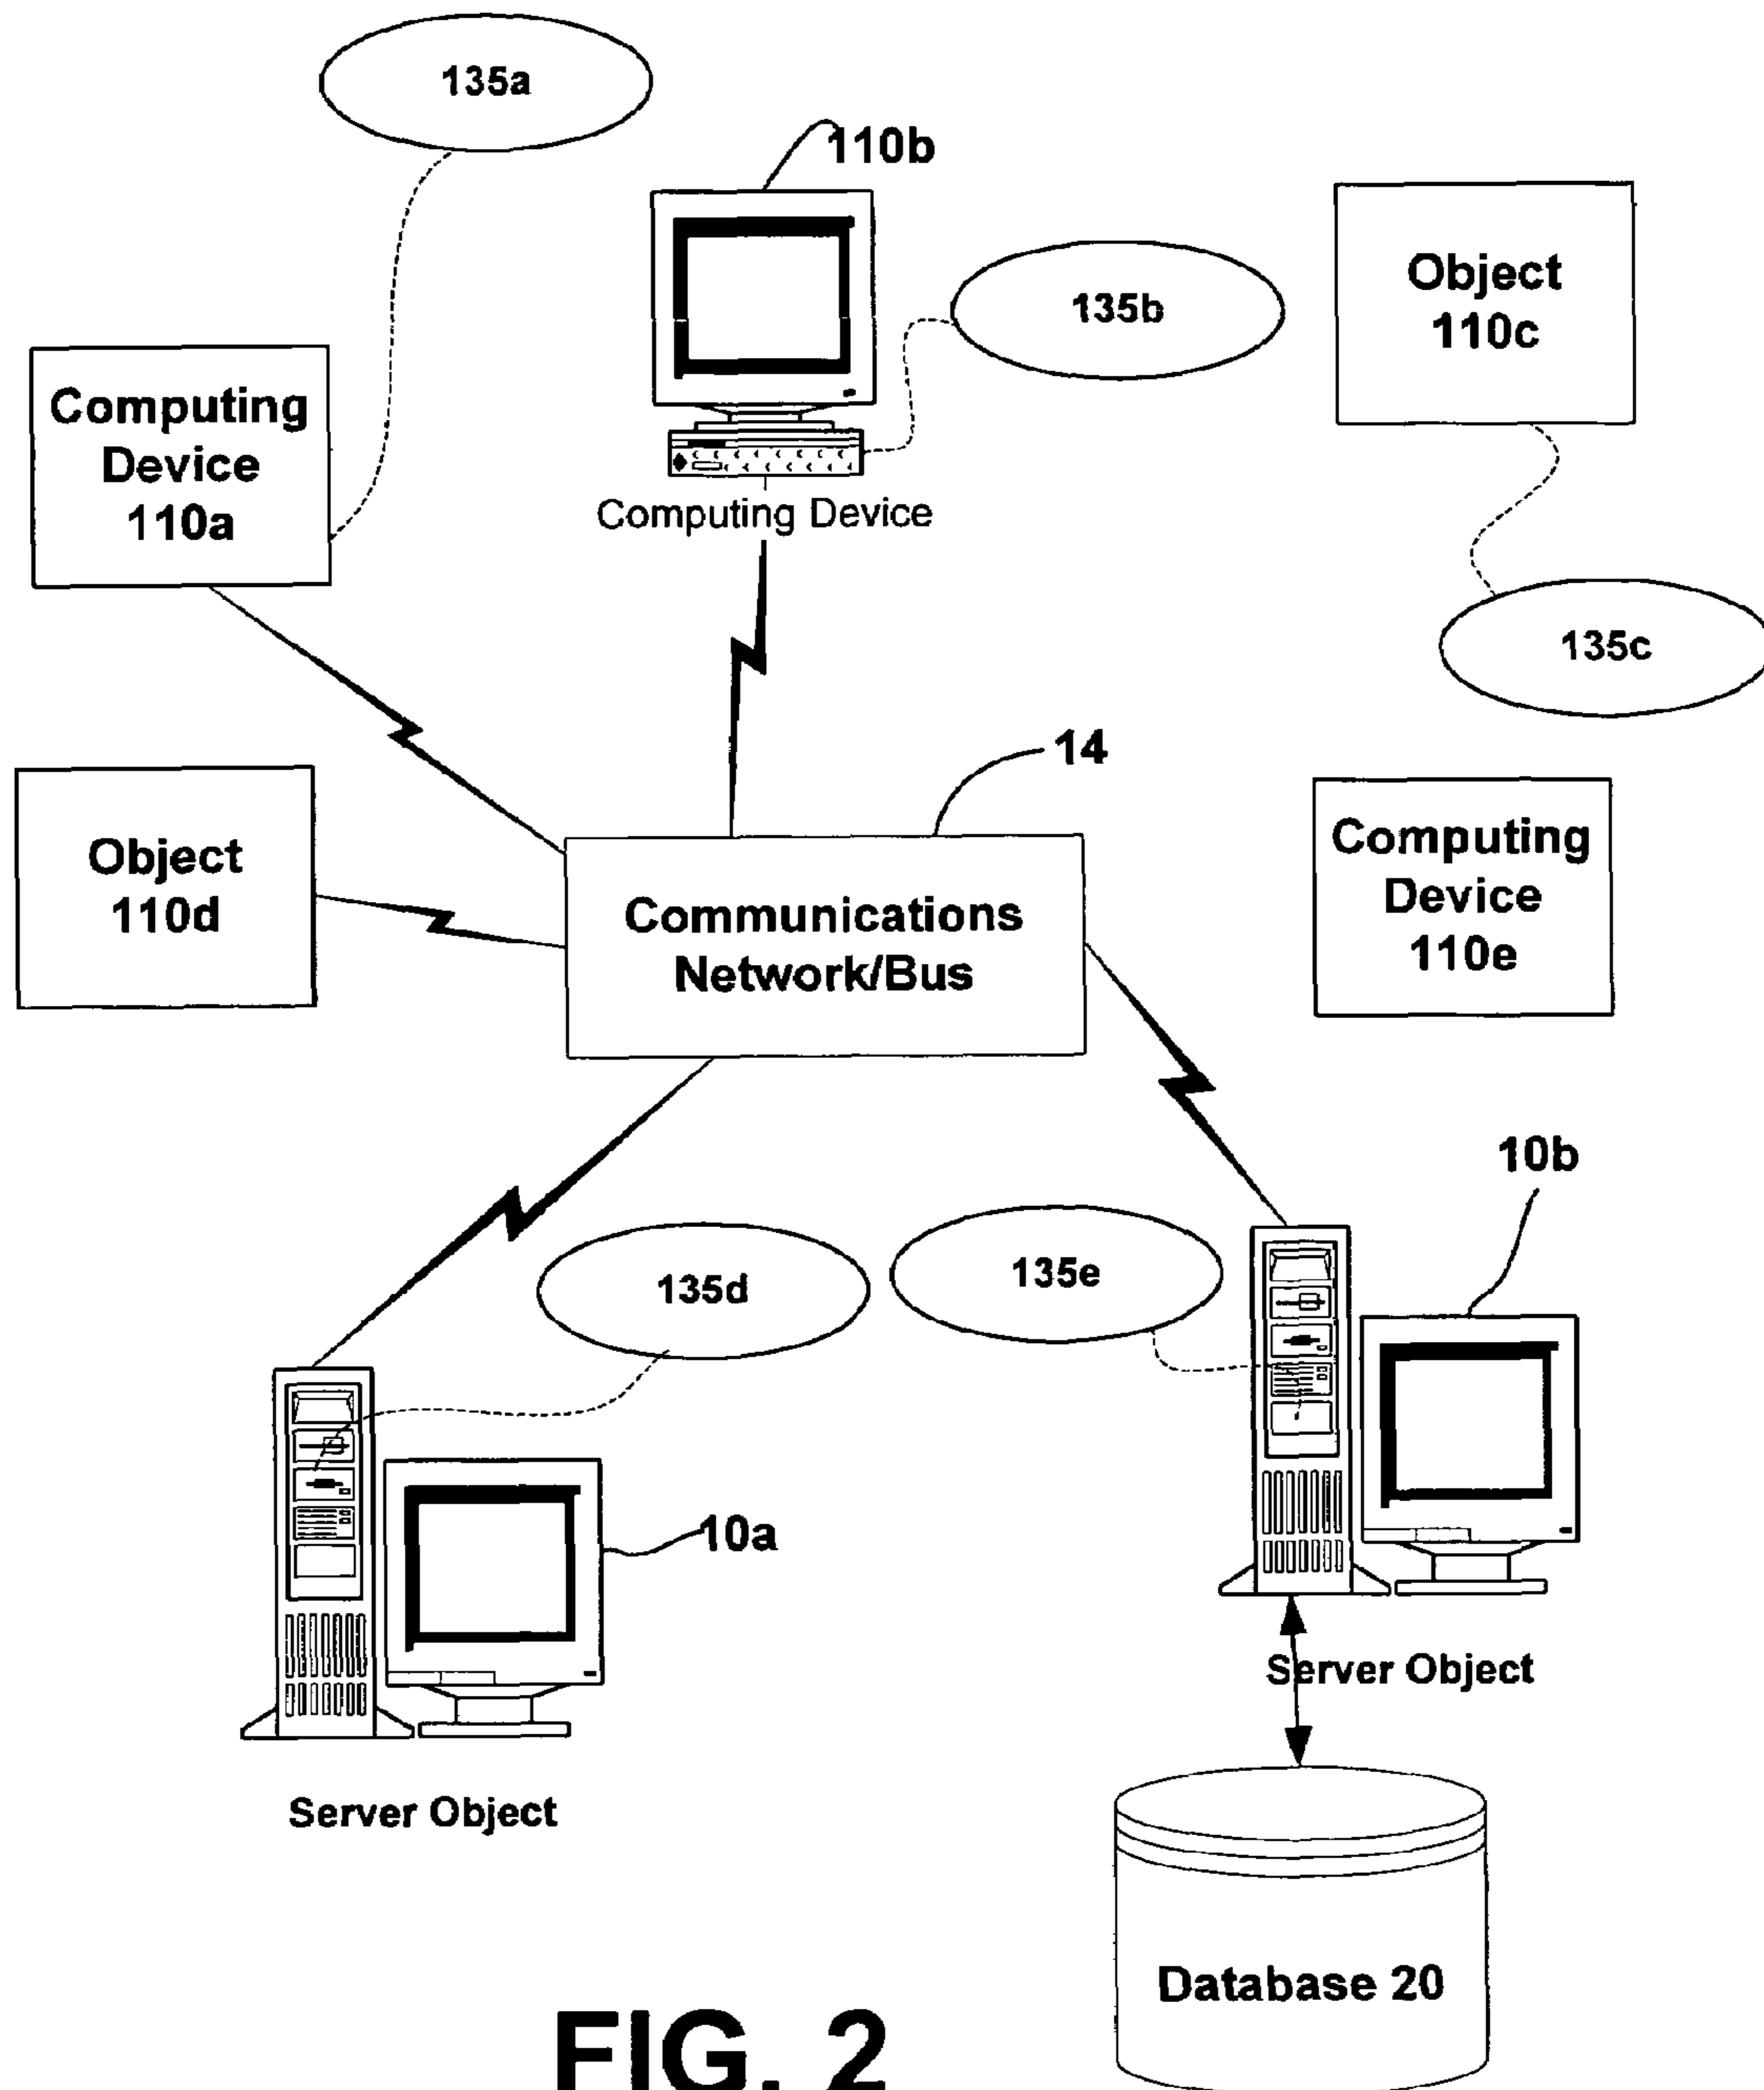 135a
110b
Object
110c
135b
Computing
Device
110a
Computing Device
135c
14
Computing
Device
110e
Object
110d
Communications
Network/Bus
10b
135e
135d
10a
Server Object
Server Object
Database 20
FIG. 2